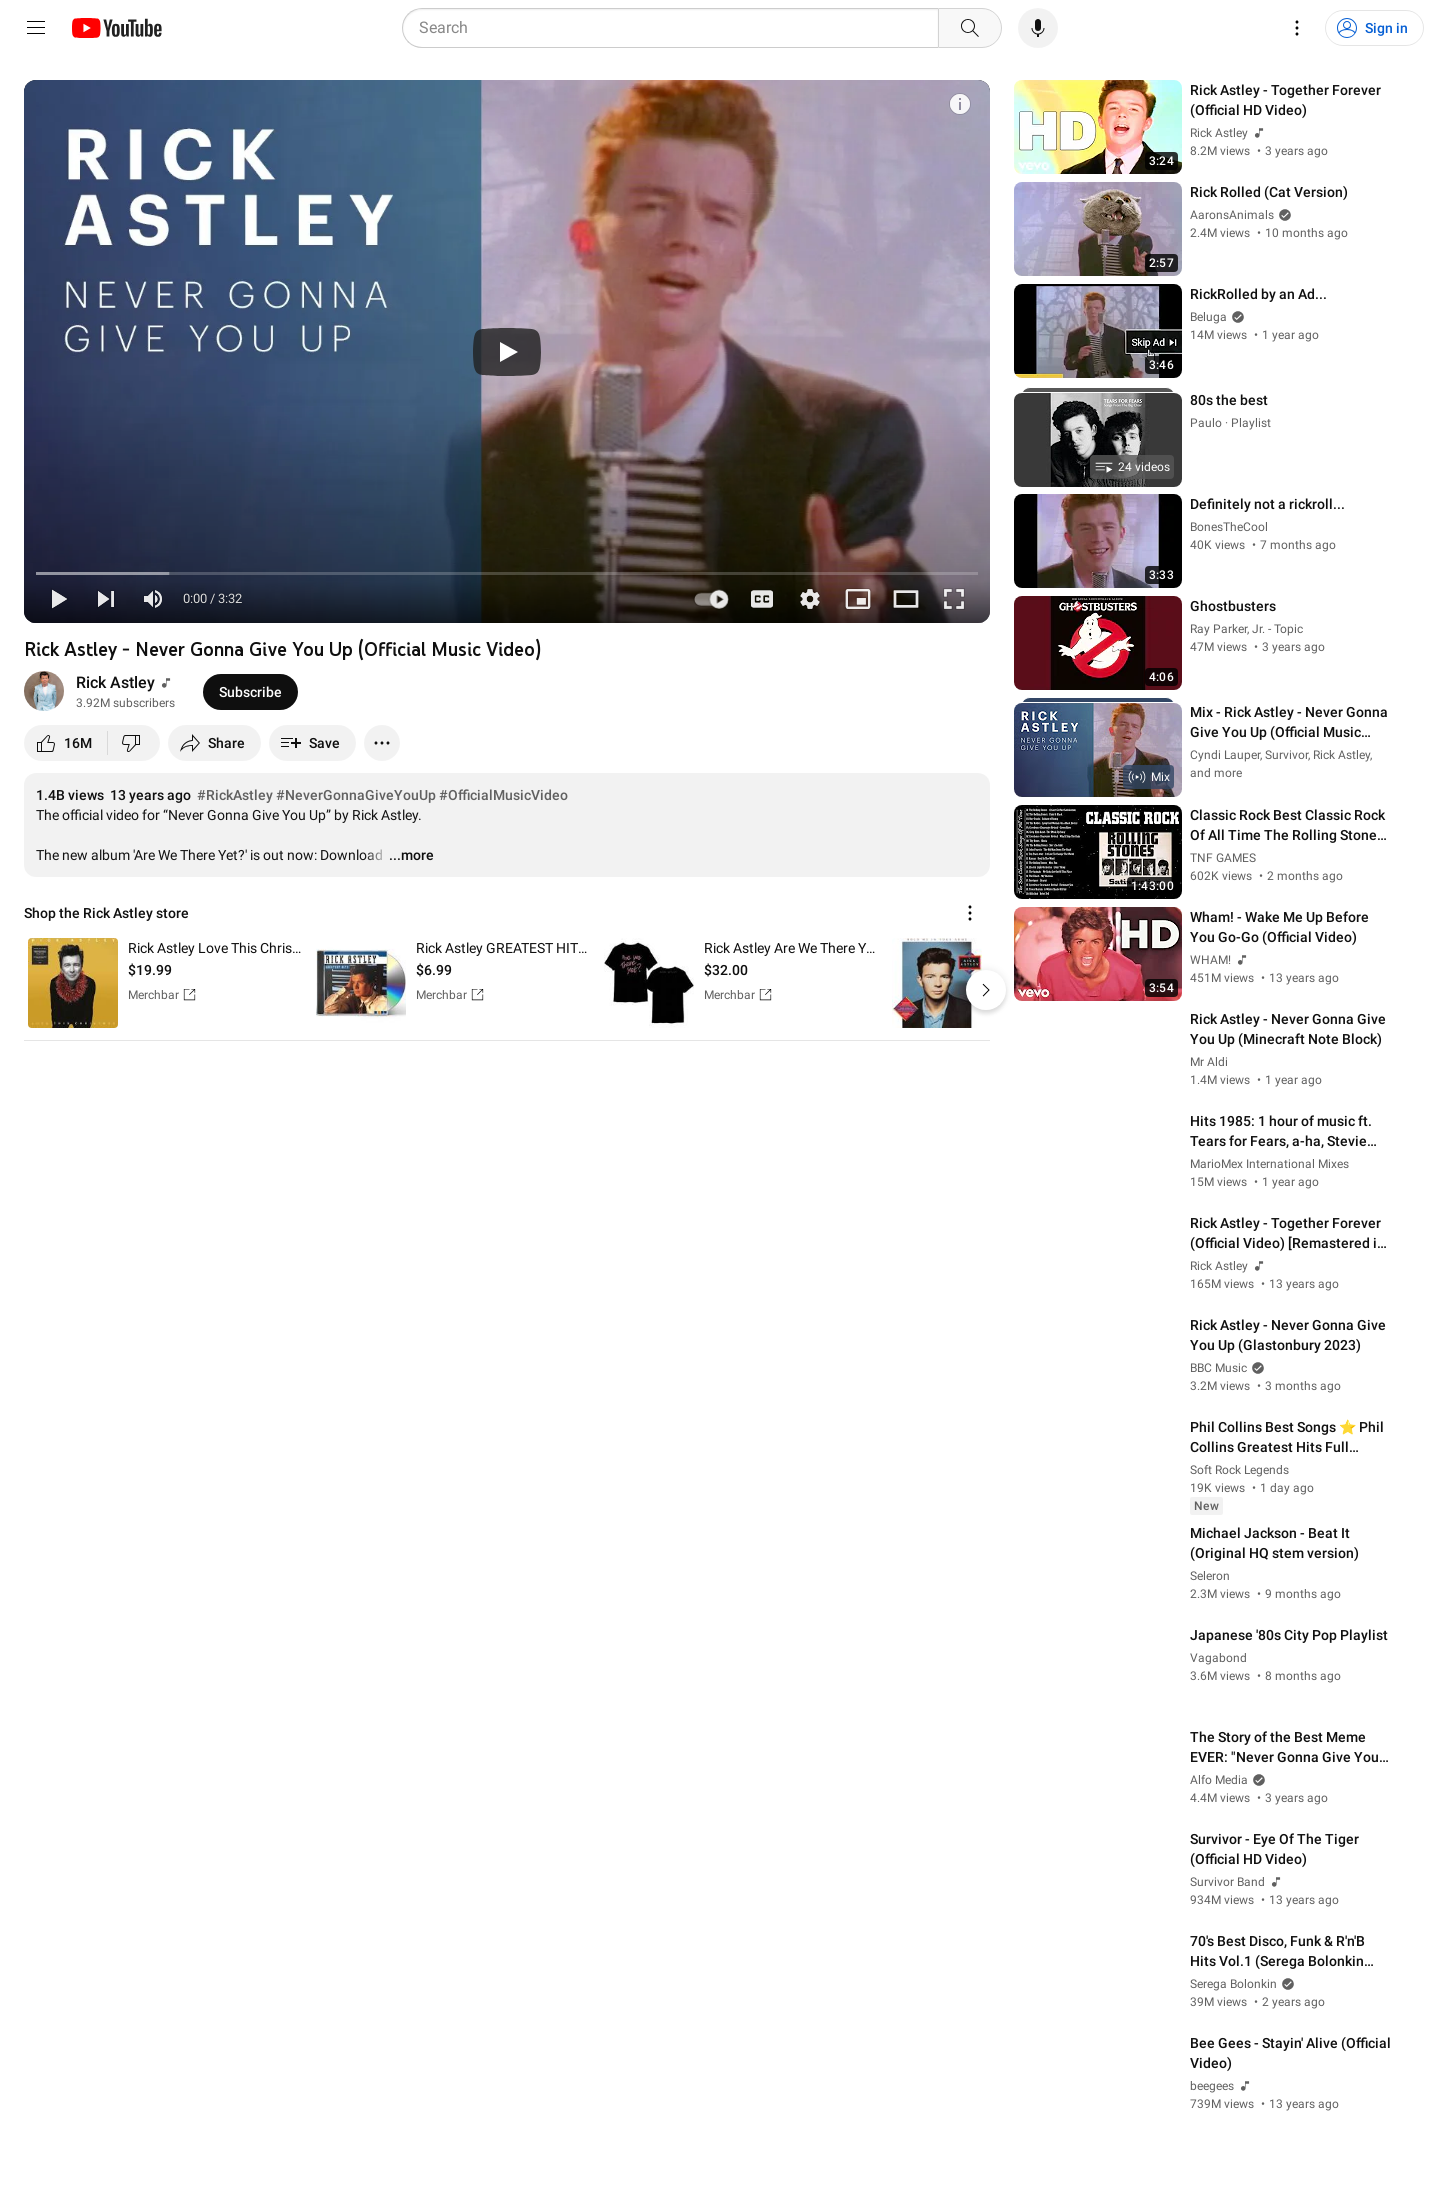 YouTube
Search
Sign in
RICK
ASTLEY
NEVER GONNA
GIVE YOU UP
0:00 / 3:32
CC
Rick Astley - Never Gonna Give You Up (Official Music Video)
Rick Astley
3.92M subscribers
Subscribe
16M
Share
Save
1.4B views 13 years ago #RickAstley #NeverGonnaGiveYouUp #OfficialMusicVideo
The official video for “Never Gonna Give You Up” by Rick Astley.
The new album 'Are We There Yet?' is out now: Download ...more
Shop the Rick Astley store
Rick Astley Love This Chris...
$19.99
Merchbar
RICK ASTLEY
Rick Astley GREATEST HIT...
$6.99
Merchbar
Rick Astley Are We There Y...
$32.00
Merchbar
HD
vevo
3:24
Rick Astley - Together Forever
(Official HD Video)
Rick Astley
8.2M views • 3 years ago
2:57
Rick Rolled (Cat Version)
AaronsAnimals
2.4M views • 10 months ago
Skip Ad
3:46
RickRolled by an Ad...
Beluga
14M views • 1 year ago
TEARS FOR FEARS
24 videos
80s the best
Paulo · Playlist
3:33
Definitely not a rickroll...
BonesTheCool
40K views • 7 months ago
GHOSTBUSTERS
4:06
Ghostbusters
Ray Parker, Jr. - Topic
47M views • 3 years ago
RICK
ASTLEY
NEVER GONNA
GIVE YOU UP
Mix
Mix - Rick Astley - Never Gonna
Give You Up (Official Music...
Cyndi Lauper, Survivor, Rick Astley,
and more
CLASSIC ROCK
ROLLING
STONES
1:43:00
Classic Rock Best Classic Rock
Of All Time The Rolling Stone...
TNF GAMES
602K views • 2 months ago
HD
vevo
3:54
Wham! - Wake Me Up Before
You Go-Go (Official Video)
WHAM!
451M views • 13 years ago
Rick Astley - Never Gonna Give
You Up (Minecraft Note Block)
Mr Aldi
1.4M views • 1 year ago
Hits 1985: 1 hour of music ft.
Tears for Fears, a-ha, Stevie...
MarioMex International Mixes
15M views • 1 year ago
Rick Astley - Together Forever
(Official Video) [Remastered i...
Rick Astley
165M views • 13 years ago
Rick Astley - Never Gonna Give
You Up (Glastonbury 2023)
BBC Music
3.2M views • 3 months ago
Phil Collins Best Songs ⭐ Phil
Collins Greatest Hits Full...
Soft Rock Legends
19K views • 1 day ago
New
Michael Jackson - Beat It
(Original HQ stem version)
Seleron
2.3M views • 9 months ago
Japanese '80s City Pop Playlist
Vagabond
3.6M views • 8 months ago
The Story of the Best Meme
EVER: "Never Gonna Give You...
Alfo Media
4.4M views • 3 years ago
Survivor - Eye Of The Tiger
(Official HD Video)
Survivor Band
934M views • 13 years ago
70's Best Disco, Funk & R'n'B
Hits Vol.1 (Serega Bolonkin...
Serega Bolonkin
39M views • 2 years ago
Bee Gees - Stayin' Alive (Official
Video)
beegees
739M views • 13 years ago